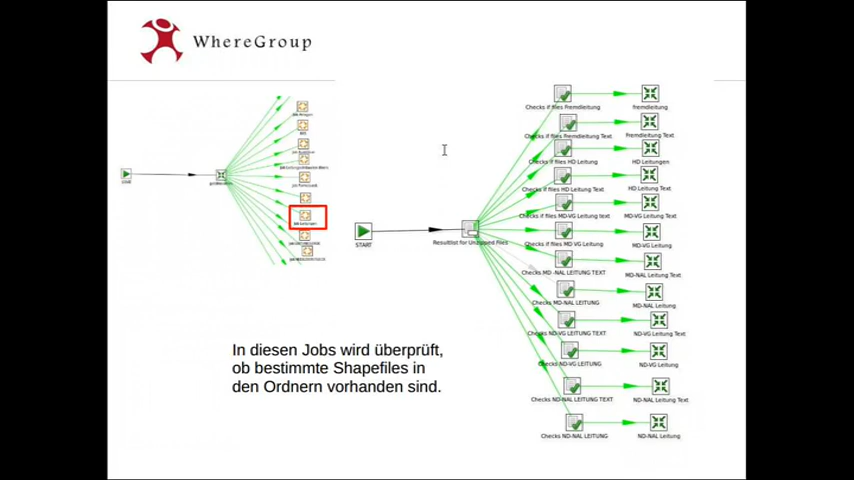 WhereGroup
START
START
Resultlist for Unzipped Files
Checks if files Fremdleitung
fremdleitung
Checks if files Fremdleitung Text
Fremdleitung Text
Checks if files HD Leitung
HD Leitungen
Checks if files HD Leitung Text
HD Leitung Text
Checks if files MD-VG Leitung text
MD-VG Leitung Text
Checks if files MD VG Leitung
MD-VG Leitung
Checks MD -NAL LEITUNG TEXT
MD-NAL Leitung Text
Checks MD-NAL LEITUNG
MD-NAL Leitung
Checks ND-VG LEITUNG TEXT
ND-VG Leitung Text
Checks ND-VG LEITUNG
ND-VG Leitung
Checks ND-NAL LEITUNG TEXT
ND-NAL Leitung Text
Checks ND-NAL LEITUNG
ND-NAL Leitung
In diesen Jobs wird überprüft,
ob bestimmte Shapefiles in
den Ordnern vorhanden sind.